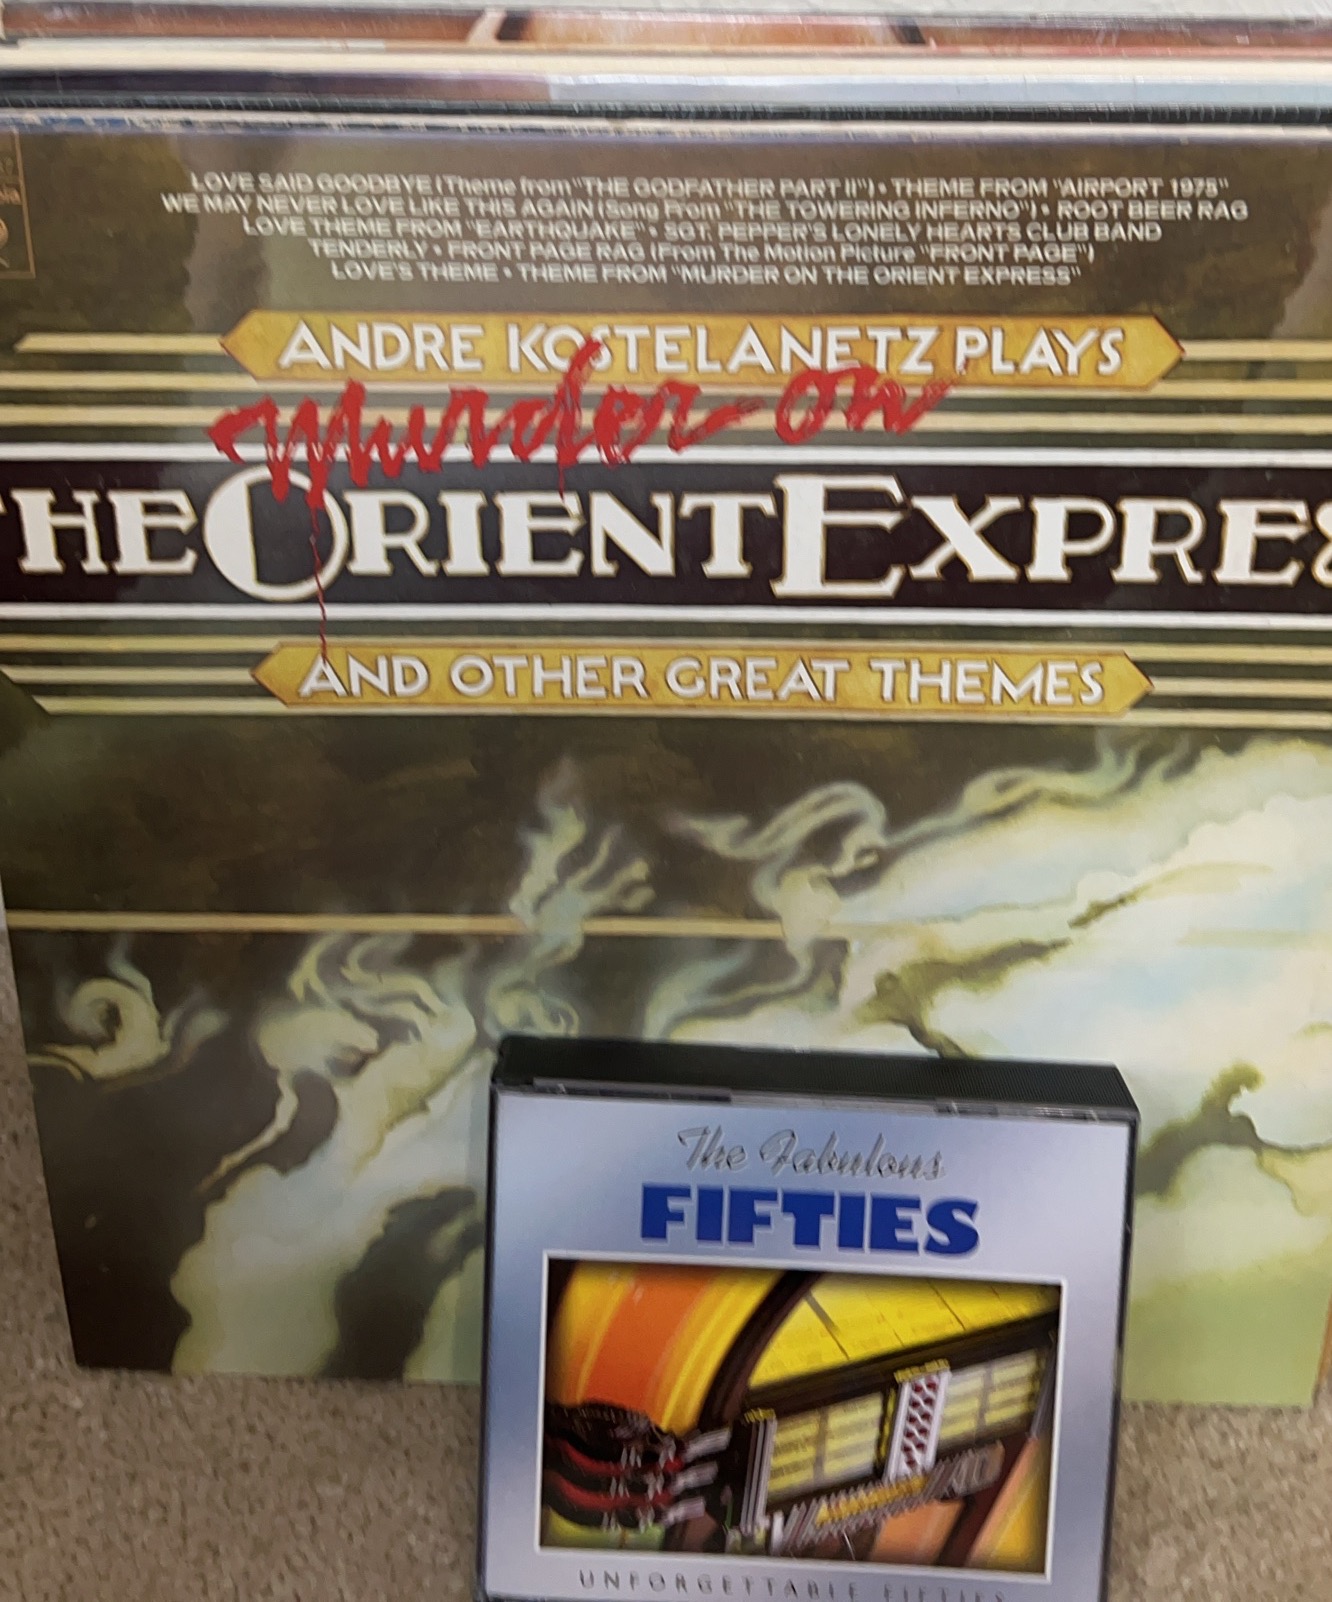 LOVE SAID GOODBYE (Theme from "THE GODFATHER PART II") • THEME FROM "AIRPORT 1975"
WE MAY NEVER LOVE LIKE THIS AGAIN (Song From "THE TOWERING INFERNO") • ROOT BEER RAG
LOVE THEME FROM "EARTHQUAKE" • SGT. PEPPER'S LONELY HEARTS CLUB BAND
TENDERLY • FRONT PAGE RAG (From The Motion Picture "FRONT PAGE")
LOVE'S THEME • THEME FROM "MURDER ON THE ORIENT EXPRESS"
ANDRE KOSTELANETZ PLAYS
Murder on
THE ORIENT EXPRES
AND OTHER GREAT THEMES
The Fabulous
FIFTIES
UNFORGETTABLE FIFTIES